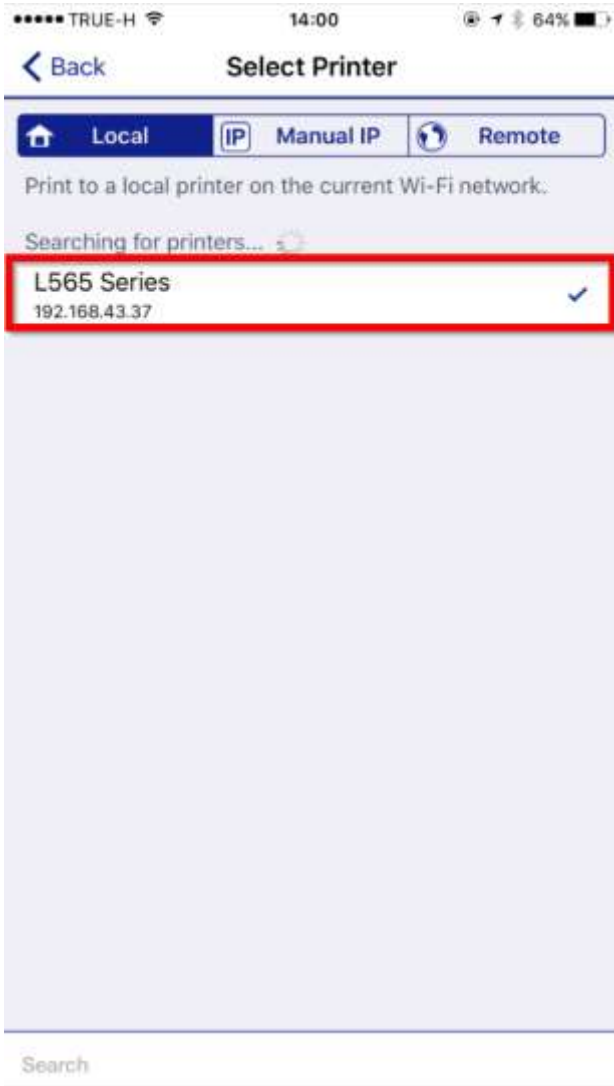 TRUE-H 14:00 64%
Back Select Printer
Local IP Manual IP Remote
Print to a local printer on the current Wi-Fi network.
Searching for printers...
L565 Series
192.168.43.37
Search